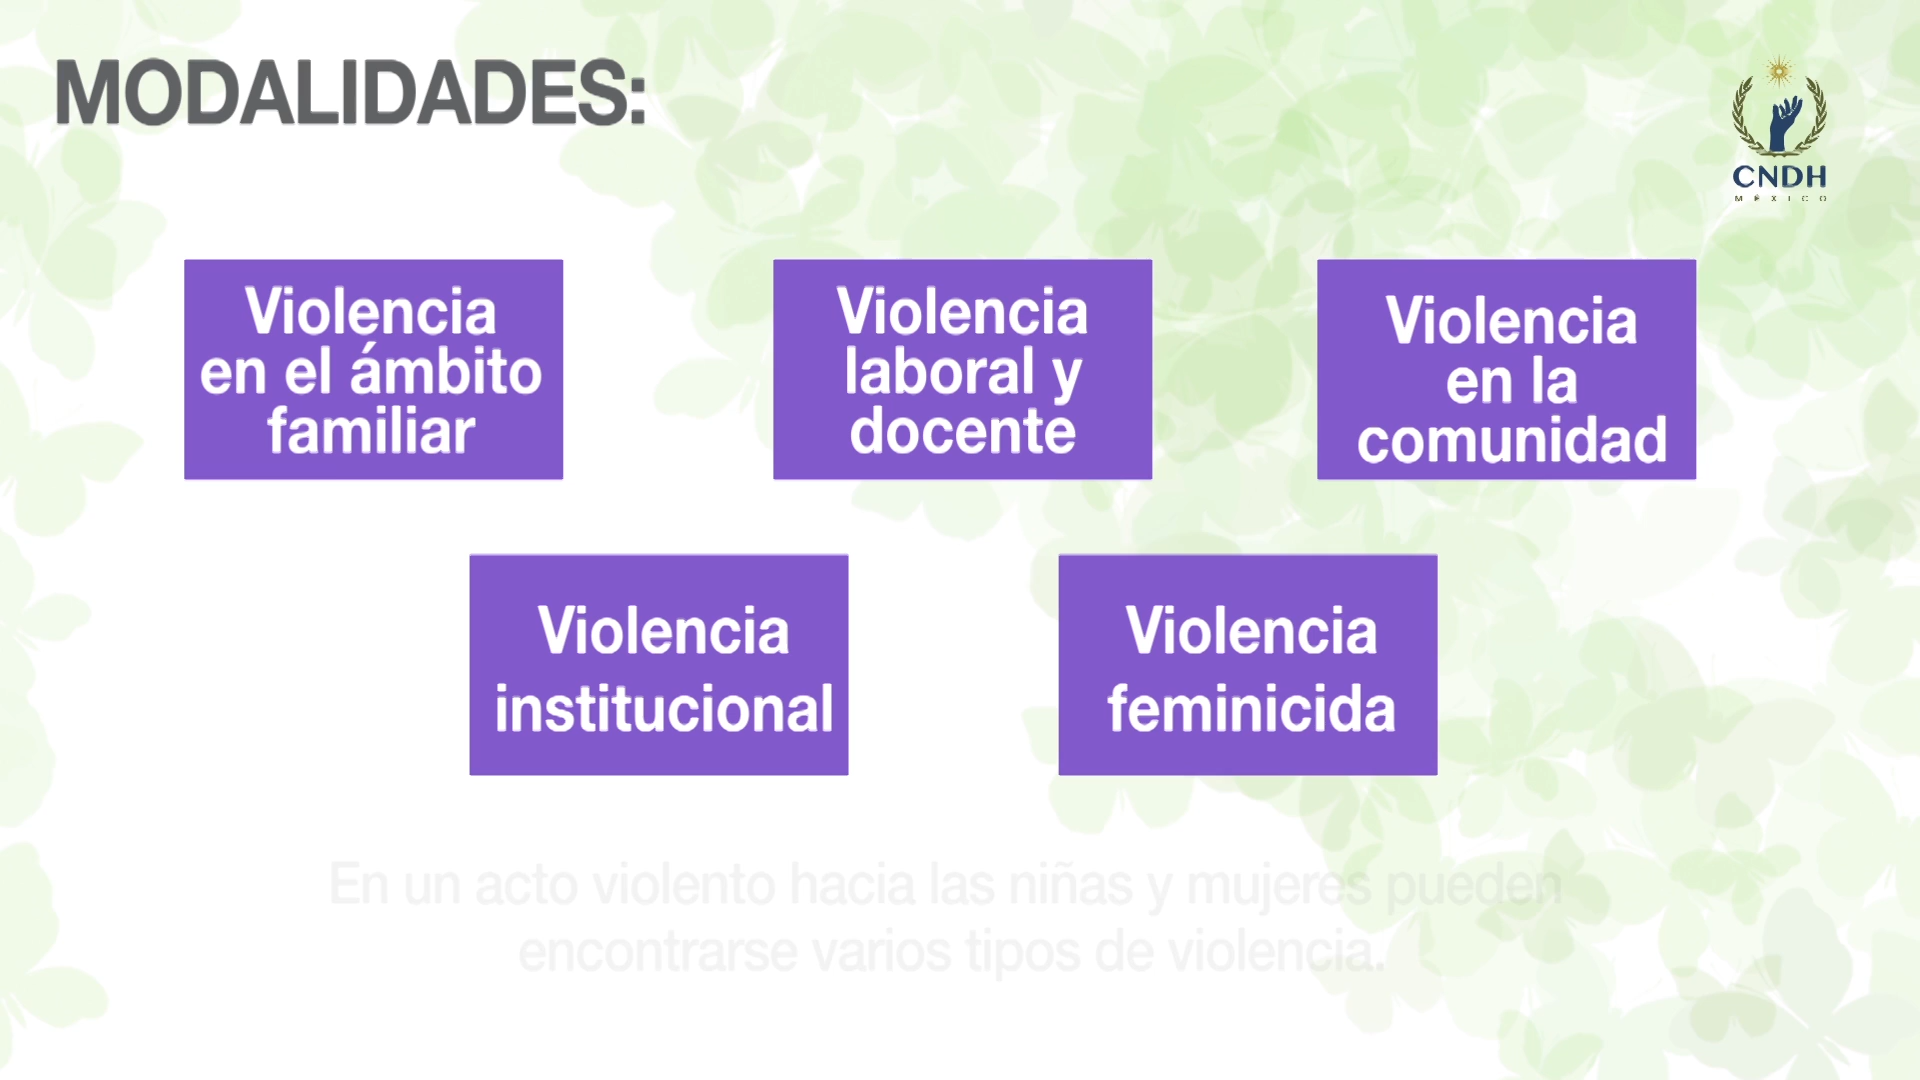 MODALIDADES:
CNDH
MÉXICO
Violencia
en el ámbito
familiar
Violencia
laboral y
docente
Violencia
en la
comunidad
Violencia
institucional
Violencia
feminicida
En un acto violento hacia las niñas y mujeres pueden
encontrarse varios tipos de violencia.